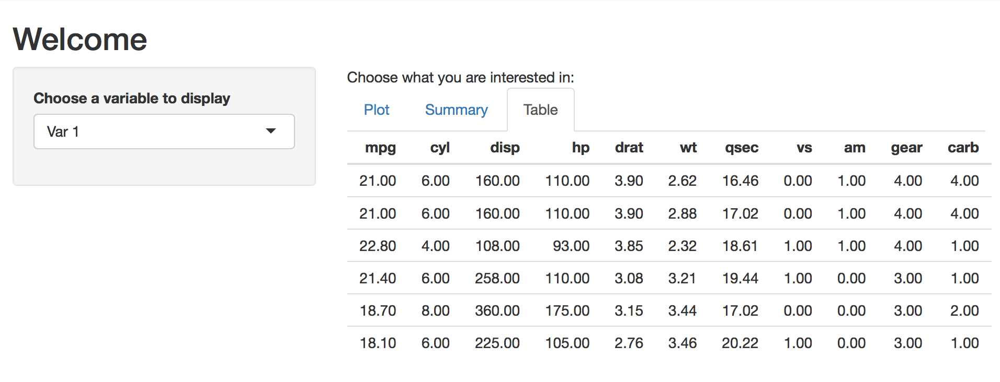 Welcome
Choose a variable to display
Var 1
Choose what you are interested in:
Plot Summary Table
mpg cyl disp hp drat wt qsec vs am gear carb
21.00 6.00 160.00 110.00 3.90 2.62 16.46 0.00 1.00 4.00 4.00
21.00 6.00 160.00 110.00 3.90 2.88 17.02 0.00 1.00 4.00 4.00
22.80 4.00 108.00 93.00 3.85 2.32 18.61 1.00 1.00 4.00 1.00
21.40 6.00 258.00 110.00 3.08 3.21 19.44 1.00 0.00 3.00 1.00
18.70 8.00 360.00 175.00 3.15 3.44 17.02 0.00 0.00 3.00 2.00
18.10 6.00 225.00 105.00 2.76 3.46 20.22 1.00 0.00 3.00 1.00